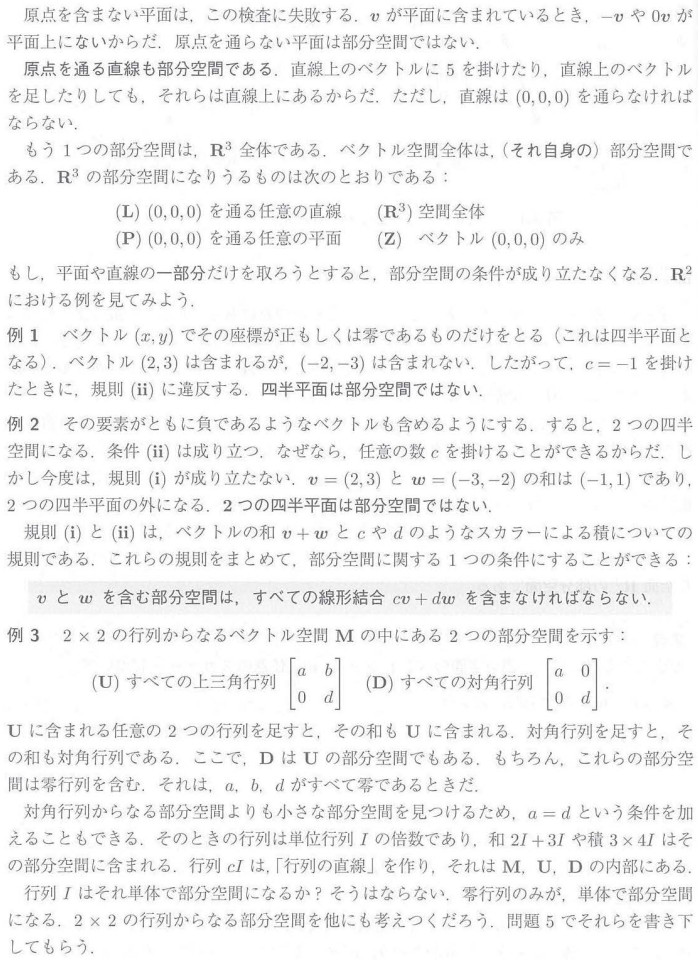 原点を含まない平面は，この検査に失敗する．v が平面に含まれているとき，−v や 0v が
平面上にないからだ．原点を通らない平面は部分空間ではない．
原点を通る直線も部分空間である．直線上のベクトルに 5 を掛けたり，直線上のベクトル
を足したりしても，それらは直線上にあるからだ．ただし，直線は (0,0,0) を通らなければ
ならない．
もう 1 つの部分空間は，R³ 全体である．ベクトル空間全体は，（それ自身の）部分空間で
ある．R³ の部分空間になりうるものは次のとおりである：
(L) (0,0,0) を通る任意の直線　(R³) 空間全体
(P) (0,0,0) を通る任意の平面　(Z) ベクトル (0,0,0) のみ
もし，平面や直線の一部分だけを取ろうとすると，部分空間の条件が成り立たなくなる．R²
における例を見てみよう．
例 1　ベクトル (x,y) でその座標が正もしくは零であるものだけをとる（これは四半平面と
なる）．ベクトル (2,3) は含まれるが，(−2,−3) は含まれない．したがって，c = −1 を掛け
たときに，規則 (ii) に違反する．四半平面は部分空間ではない．
例 2　その要素がともに負であるようなベクトルも含めるようにする．すると，2 つの四半
空間になる．条件 (ii) は成り立つ．なぜなら，任意の数 c を掛けることができるからだ．し
かし今度は，規則 (i) が成り立たない．v = (2,3) と w = (−3,−2) の和は (−1,1) であり，
2 つの四半平面の外になる．2 つの四半平面は部分空間ではない．
規則 (i) と (ii) は，ベクトルの和 v + w と c や d のようなスカラーによる積についての
規則である．これらの規則をまとめて，部分空間に関する 1 つの条件にすることができる：
v と w を含む部分空間は，すべての線形結合 cv + dw を含まなければならない．
例 3　2 × 2 の行列からなるベクトル空間 M の中にある 2 つの部分空間を示す：
(U) すべての上三角行列 [a b; 0 d]　(D) すべての対角行列 [a 0; 0 d]．
U に含まれる任意の 2 つの行列を足すと，その和も U に含まれる．対角行列を足すと，そ
の和も対角行列である．ここで，D は U の部分空間でもある．もちろん，これらの部分空
間は零行列を含む．それは，a，b，d がすべて零であるときだ．
対角行列からなる部分空間よりも小さな部分空間を見つけるため，a = d という条件を加
えることもできる．そのときの行列は単位行列 I の倍数であり，和 2I + 3I や積 3 × 4I はそ
の部分空間に含まれる．行列 cI は，「行列の直線」を作り，それは M，U，D の内部にある．
行列 I はそれ単体で部分空間になるか？そうはならない．零行列のみが，単体で部分空間
になる．2 × 2 の行列からなる部分空間を他にも考えつくだろう．問題 5 でそれらを書き下
してもらう．